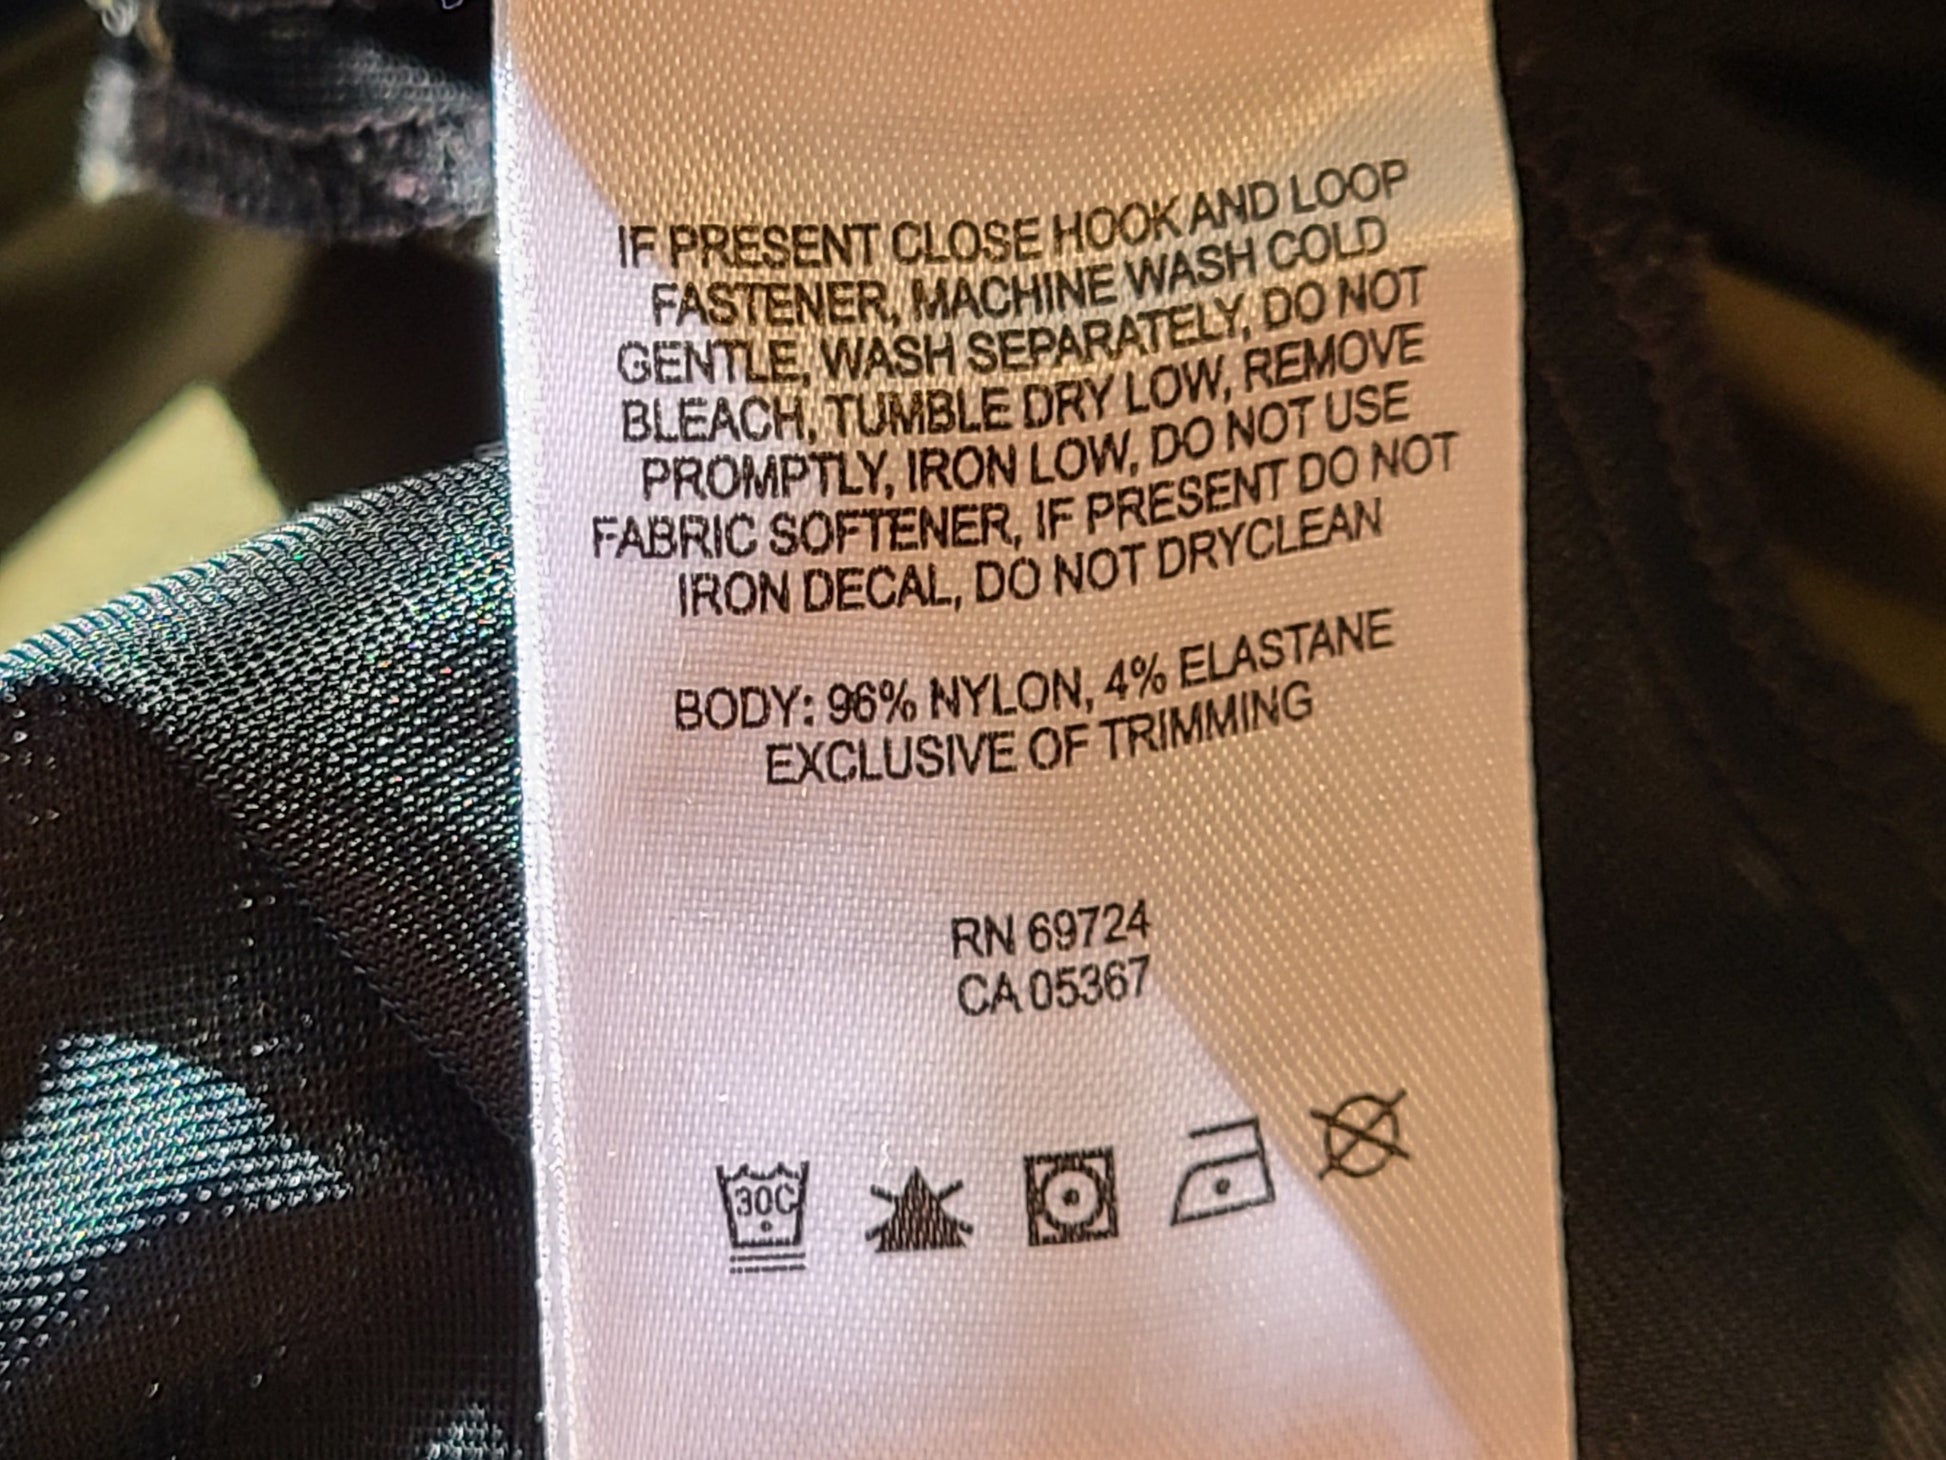 IF PRESENT CLOSE HOOK AND LOOP
FASTENER, MACHINE WASH COLD
GENTLE, WASH SEPARATELY, DO NOT
BLEACH, TUMBLE DRY LOW, REMOVE
PROMPTLY, IRON LOW, DO NOT USE
FABRIC SOFTENER, IF PRESENT DO NOT
IRON DECAL, DO NOT DRYCLEAN
BODY: 96% NYLON, 4% ELASTANE
EXCLUSIVE OF TRIMMING
RN 69724
CA 05367
30C